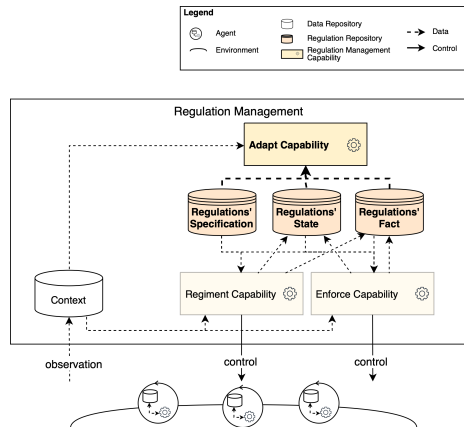 Legend
Agent
Environment
Data Repository
Regulation Repository
Regulation Management
Capability
Data
Control
Regulation Management
Adapt Capability
Regulations'
Specification
Regulations'
State
Regulations'
Fact
Context
Regiment Capability
Enforce Capability
observation
control
control